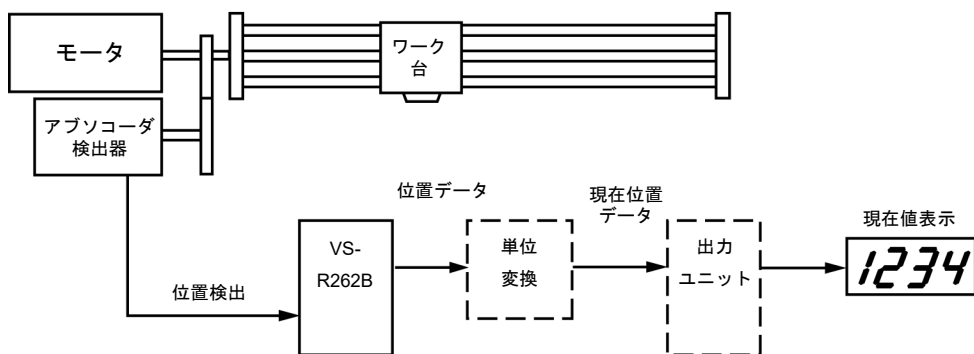 モータ
ワーク
台
アブソコーダ
検出器
位置検出
VS-
R262B
位置データ
単位
変換
現在位置
データ
出力
ユニット
現在値表示
1234